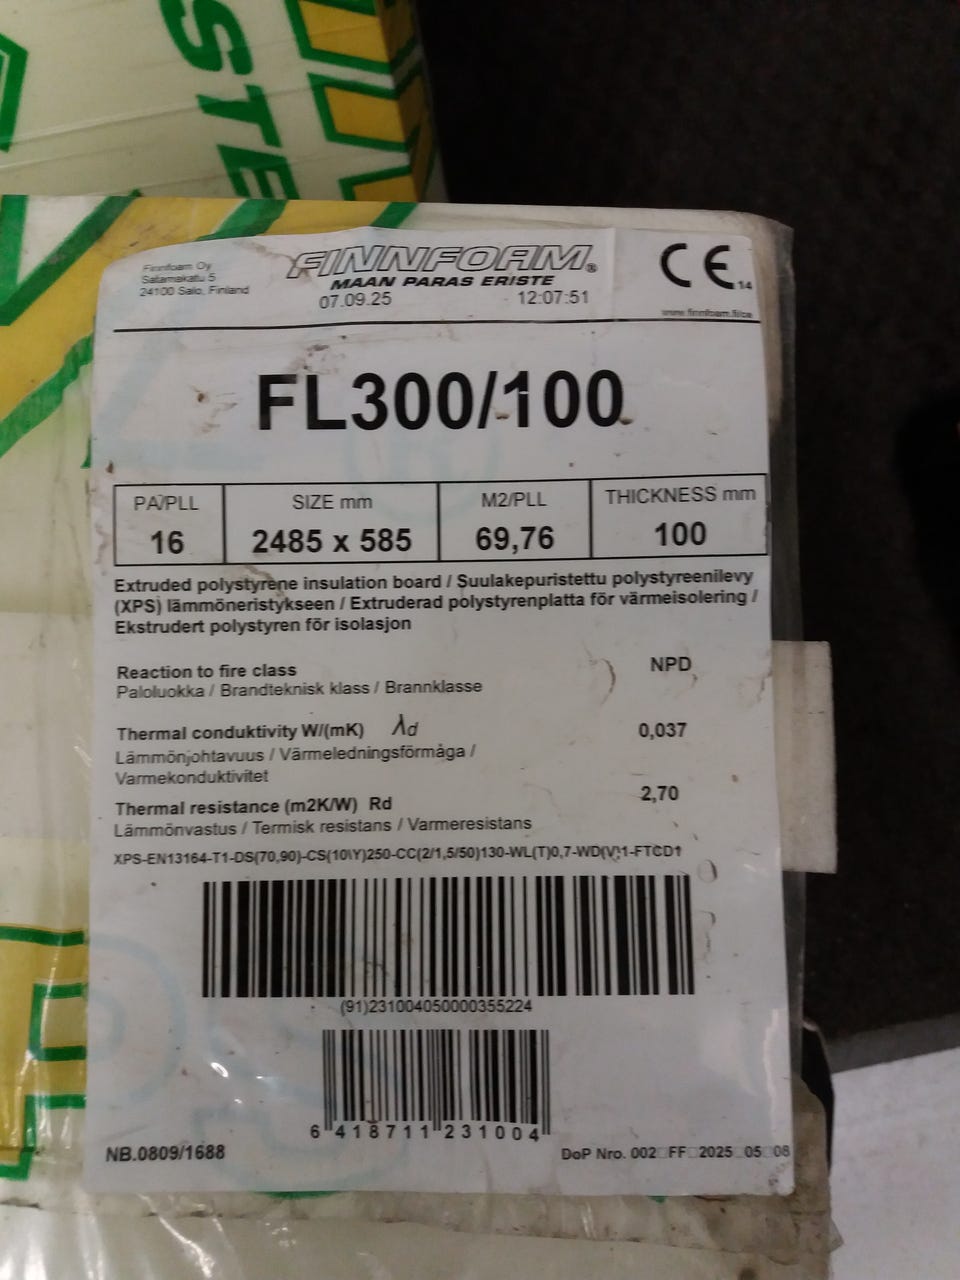 STE
Finnfoam Oy
Satamakatu 5
24100 Salo, Finland
FINNFOAM®
MAAN PARAS ERISTE
07.09.25 12:07:51
CE 14
www.finnfoam.fi/ce
FL300/100
PA/PLL SIZE mm M2/PLL THICKNESS mm
16 2485 x 585 69,76 100
Extruded polystyrene insulation board / Suulakepuristettu polystyreenilevy
(XPS) lämmöneristykseen / Extruderad polystyrenplatta för värmeisolering /
Ekstrudert polystyren för isolasjon
Reaction to fire class NPD
Paloluokka / Brandteknisk klass / Brannklasse
Thermal conduktivity W/(mK) λd 0,037
Lämmönjohtavuus / Värmeledningsförmåga /
Varmekonduktivitet
Thermal resistance (m2K/W) Rd 2,70
Lämmönvastus / Termisk resistans / Varmeresistans
XPS-EN13164-T1-DS(70,90)-CS(10\Y)250-CC(2/1,5/50)130-WL(T)0,7-WD(V)1-FTCD1
(91)231004050000355224
6 418711 231004
NB.0809/1688 DoP Nro. 002□FF□2025□05□08